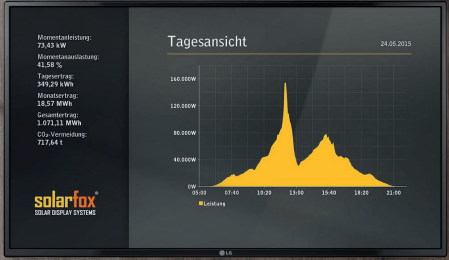 Momentanleistung:
73,43 kW
Momentanauslastung:
41,58 %
Tagesertrag:
349,29 kWh
Monatsertrag:
18,57 MWh
Gesamtertrag:
1.071,11 MWh
CO₂-Vermeidung:
717,64 t
solarfox®
SOLAR DISPLAY SYSTEMS
Tagesansicht
24.05.2015
160.000W
120.000W
80.000W
40.000W
0W
05:00 07:40 10:20 13:00 15:40 18:20 21:00
Leistung
LG